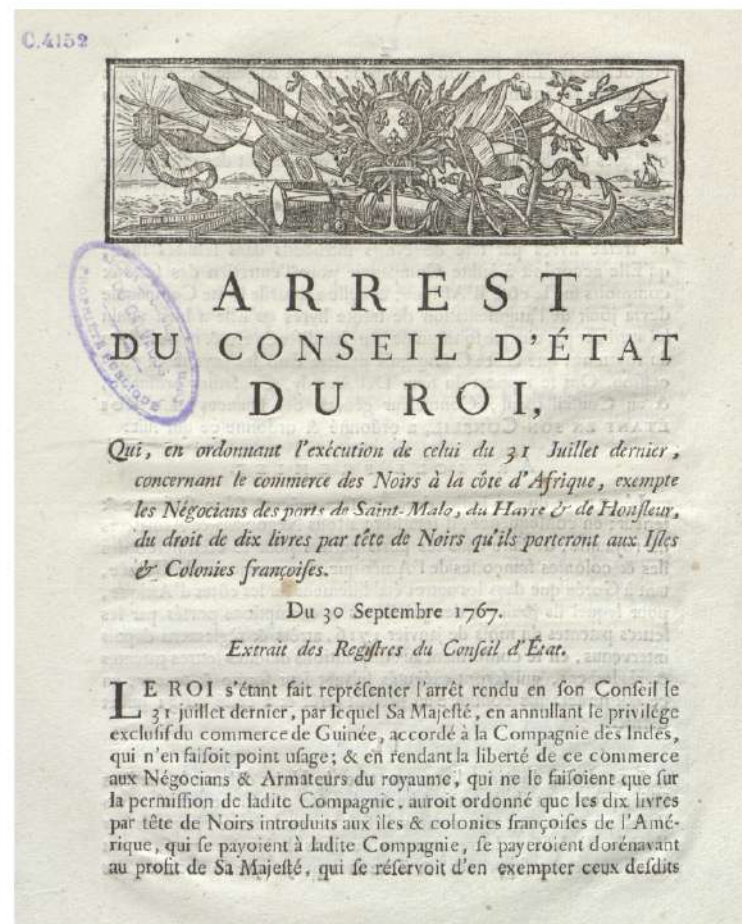 C.4152
ARREST
DU CONSEIL D'ÉTAT
DU ROI,
Qui, en ordonnant l'exécution de celui du 31 Juillet dernier,
concernant le commerce des Noirs à la côte d'Afrique, exempte
les Négocians des ports de Saint-Malo, du Havre & de Honfleur,
du droit de dix livres par tête de Noirs qu'ils porteront aux Iſles
& Colonies françoiſes.
Du 30 Septembre 1767.
Extrait des Regiſtres du Conſeil d'État.
LE ROI s'étant fait repréſenter l'arrêt rendu en ſon Conſeil le
31 juillet dernier, par lequel Sa Majeſté, en annullant le privilége
excluſif du commerce de Guinée, accordé à la Compagnie des Indes,
qui n'en faiſoit point uſage; & en rendant la liberté de ce commerce
aux Négocians & Armateurs du royaume, qui ne le faiſoient que ſur
la permiſſion de ladite Compagnie, auroit ordonné que les dix livres
par tête de Noirs introduits aux iles & colonies françoiſes de l'Amé-
rique, qui ſe payoient à ladite Compagnie, ſe payeroient dorénavant
au profit de Sa Majeſté, qui ſe réſervoit d'en exempter ceux deſdits